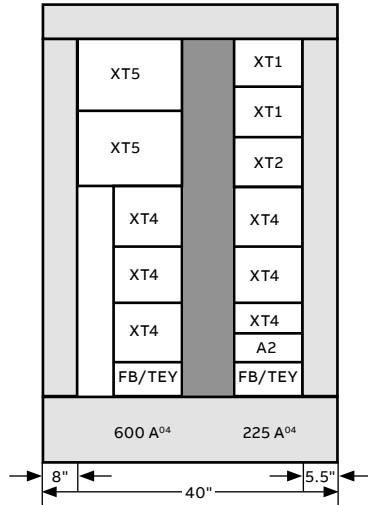 XT5
XT5
XT4
XT4
XT4
FB/TEY
XT1
XT1
XT2
XT4
XT4
XT4
A2
FB/TEY
600 A⁰⁴
225 A⁰⁴
8"
5.5"
40"